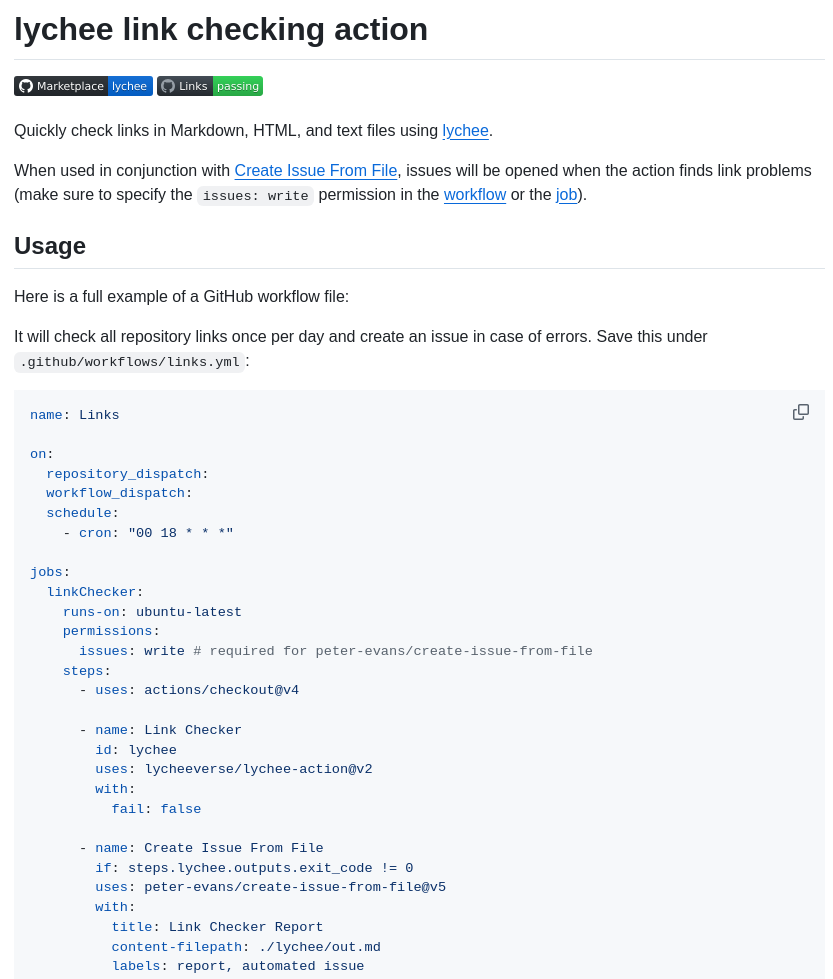 lychee link checking action
Marketplace lychee Links passing
Quickly check links in Markdown, HTML, and text files using lychee.
When used in conjunction with Create Issue From File, issues will be opened when the action finds link problems
(make sure to specify the issues: write permission in the workflow or the job).
Usage
Here is a full example of a GitHub workflow file:
It will check all repository links once per day and create an issue in case of errors. Save this under
.github/workflows/links.yml:
name: Links

on:
  repository_dispatch:
  workflow_dispatch:
  schedule:
    - cron: "00 18 * * *"

jobs:
  linkChecker:
    runs-on: ubuntu-latest
    permissions:
      issues: write # required for peter-evans/create-issue-from-file
    steps:
      - uses: actions/checkout@v4

      - name: Link Checker
        id: lychee
        uses: lycheeverse/lychee-action@v2
        with:
          fail: false

      - name: Create Issue From File
        if: steps.lychee.outputs.exit_code != 0
        uses: peter-evans/create-issue-from-file@v5
        with:
          title: Link Checker Report
          content-filepath: ./lychee/out.md
          labels: report, automated issue